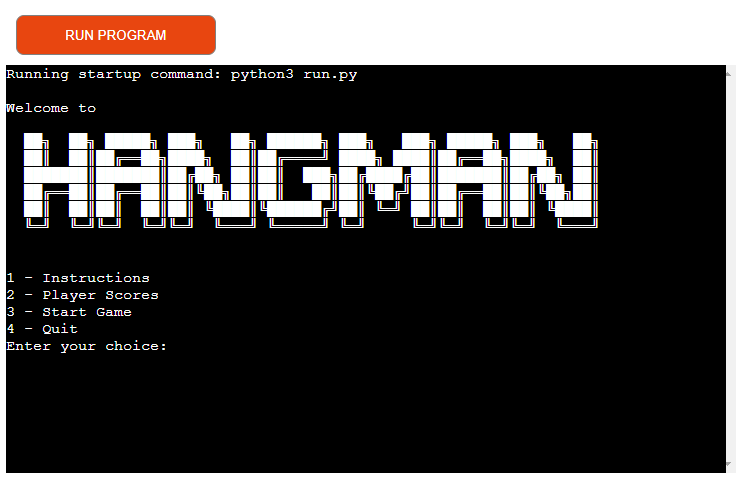 RUN PROGRAM
Running startup command: python3 run.py
Welcome to
HANGMAN
1 - Instructions
2 - Player Scores
3 - Start Game
4 - Quit
Enter your choice: